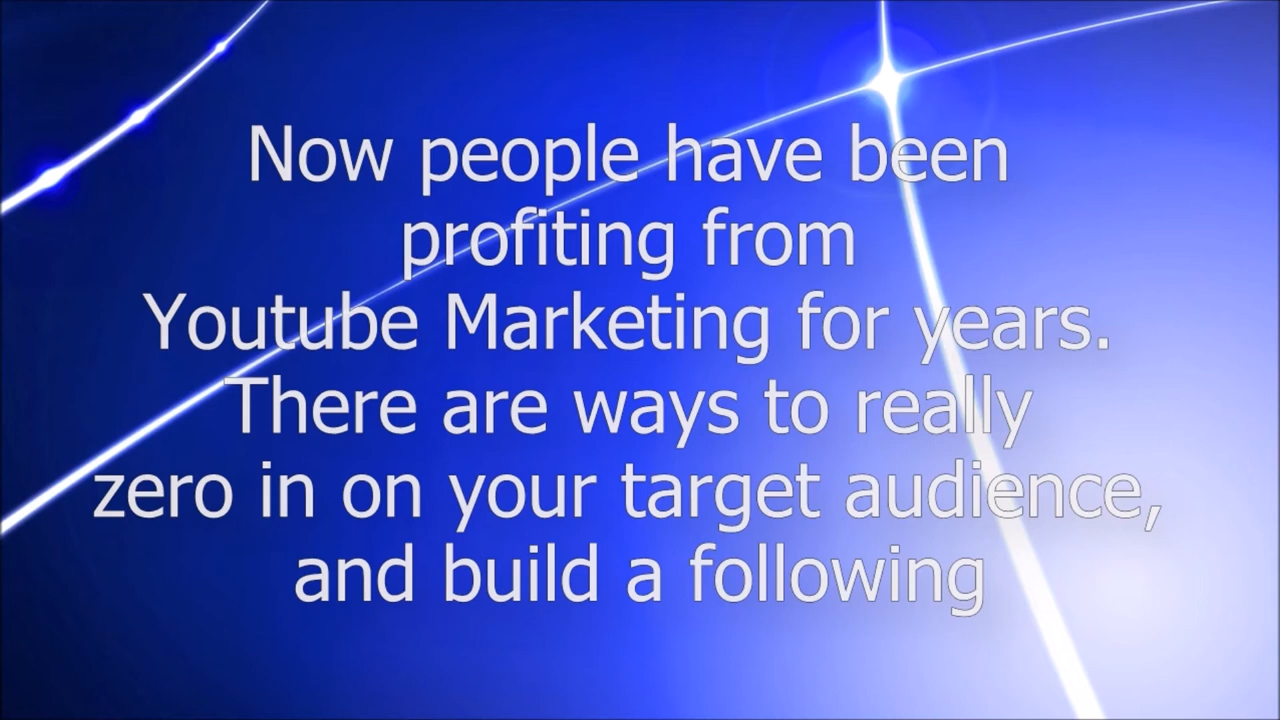 Now people have been
profiting from
Youtube Marketing for years.
There are ways to really
zero in on your target audience,
and build a following